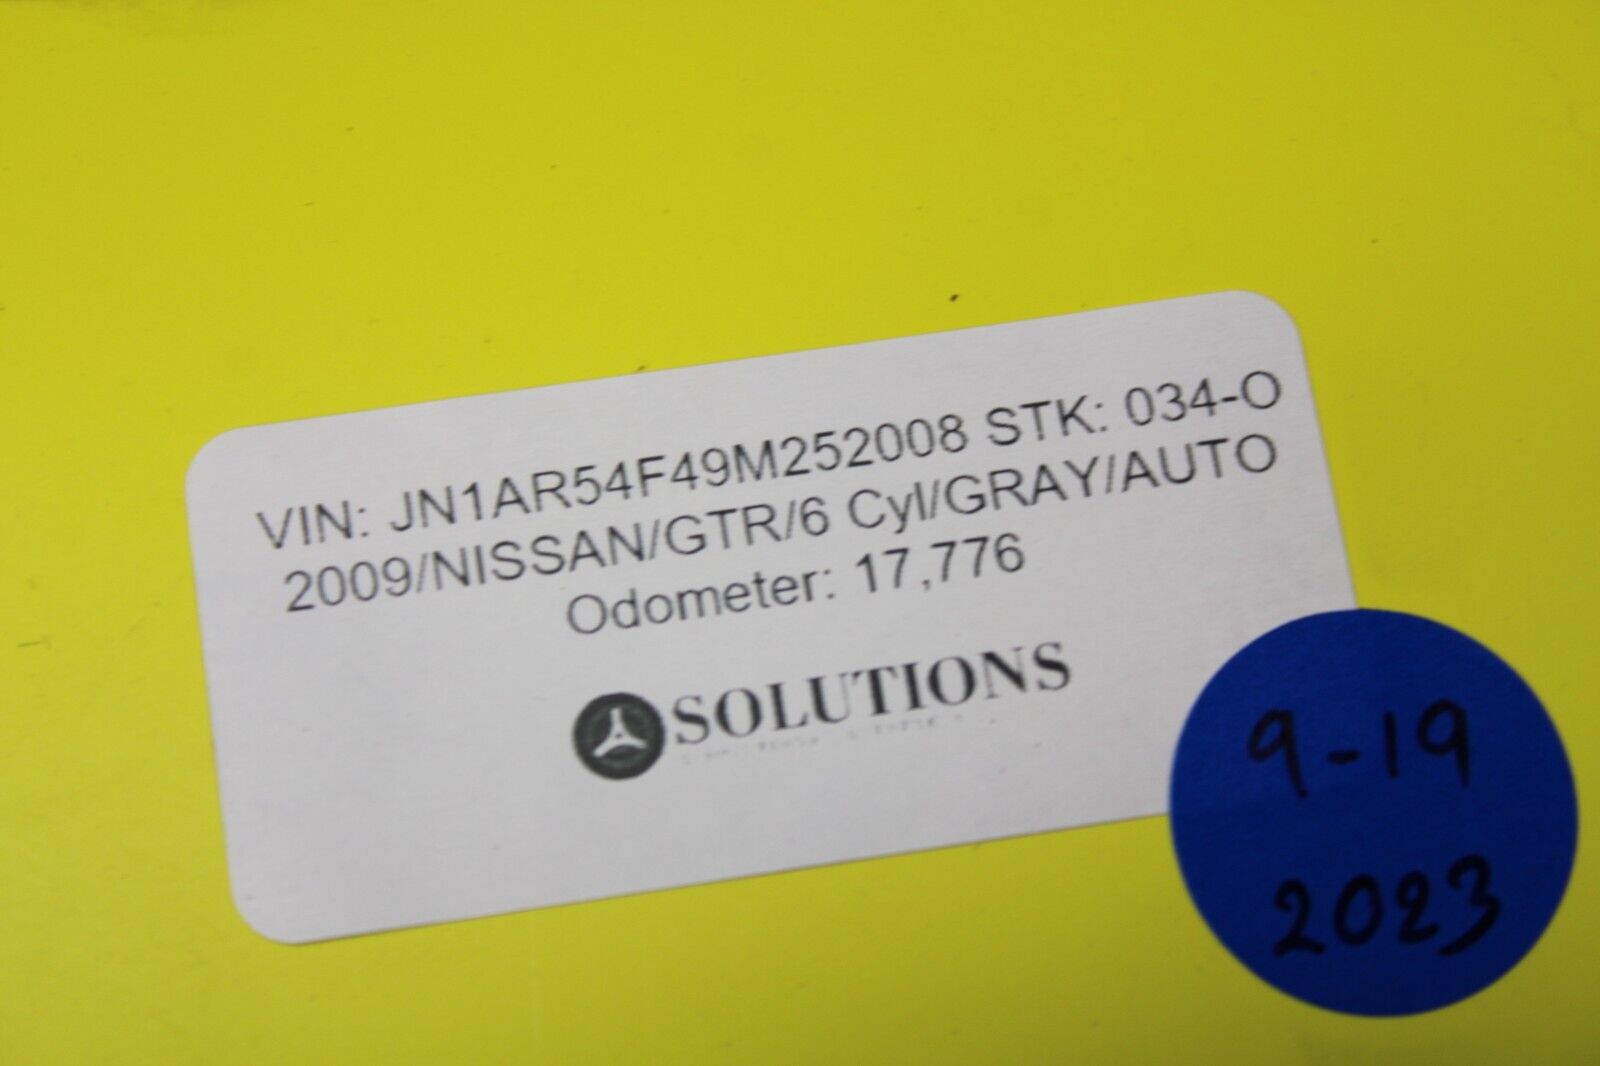 VIN: JN1AR54F49M252008 STK: 034-O
2009/NISSAN/GTR/6 Cyl/GRAY/AUTO
Odometer: 17,776
SOLUTIONS
9-19
2023